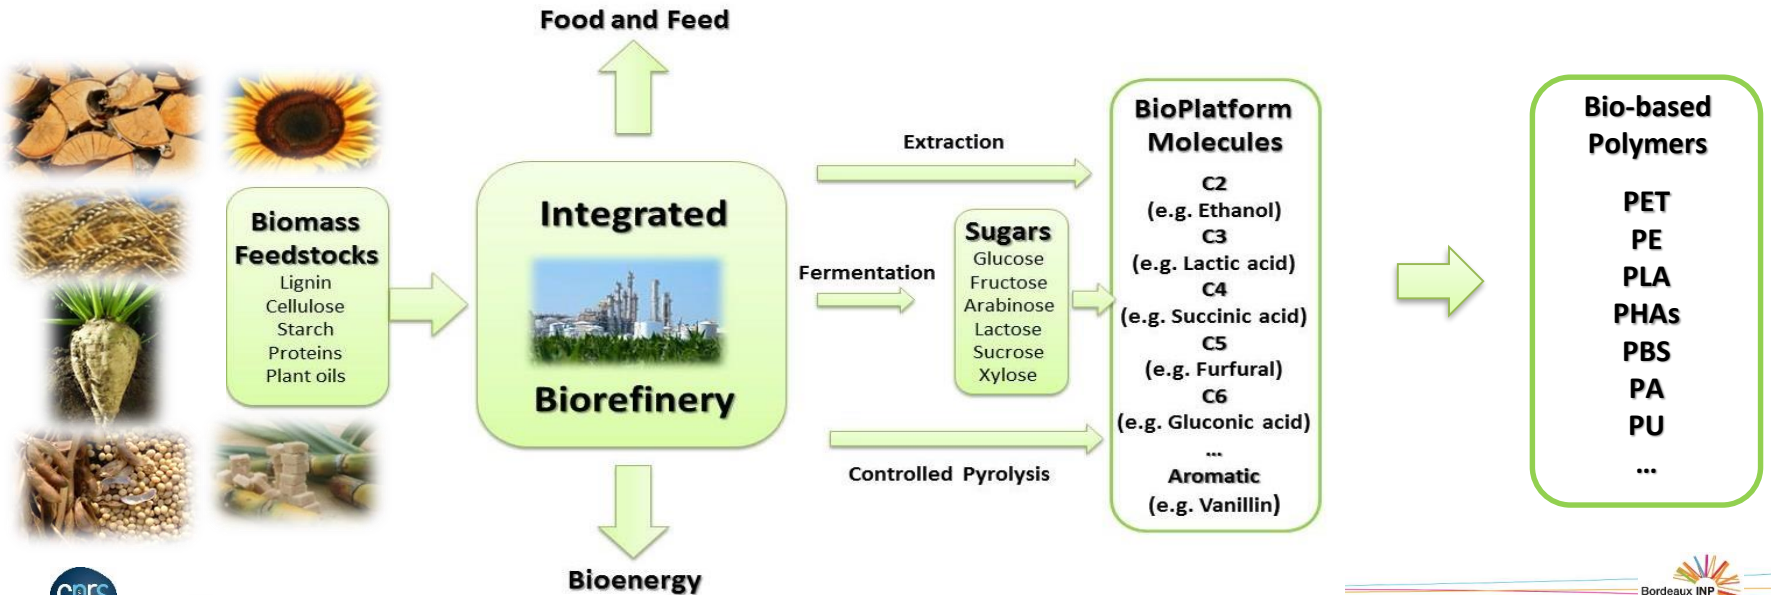 Food and Feed
Biomass
Feedstocks
Lignin
Cellulose
Starch
Proteins
Plant oils
Integrated
Biorefinery
Bioenergy
Extraction
Fermentation
Controlled Pyrolysis
Sugars
Glucose
Fructose
Arabinose
Lactose
Sucrose
Xylose
BioPlatform
Molecules
C2
(e.g. Ethanol)
C3
(e.g. Lactic acid)
C4
(e.g. Succinic acid)
C5
(e.g. Furfural)
C6
(e.g. Gluconic acid)
...
Aromatic
(e.g. Vanillin)
Bio-based
Polymers
PET
PE
PLA
PHAs
PBS
PA
PU
...
cnrs
Bordeaux INP